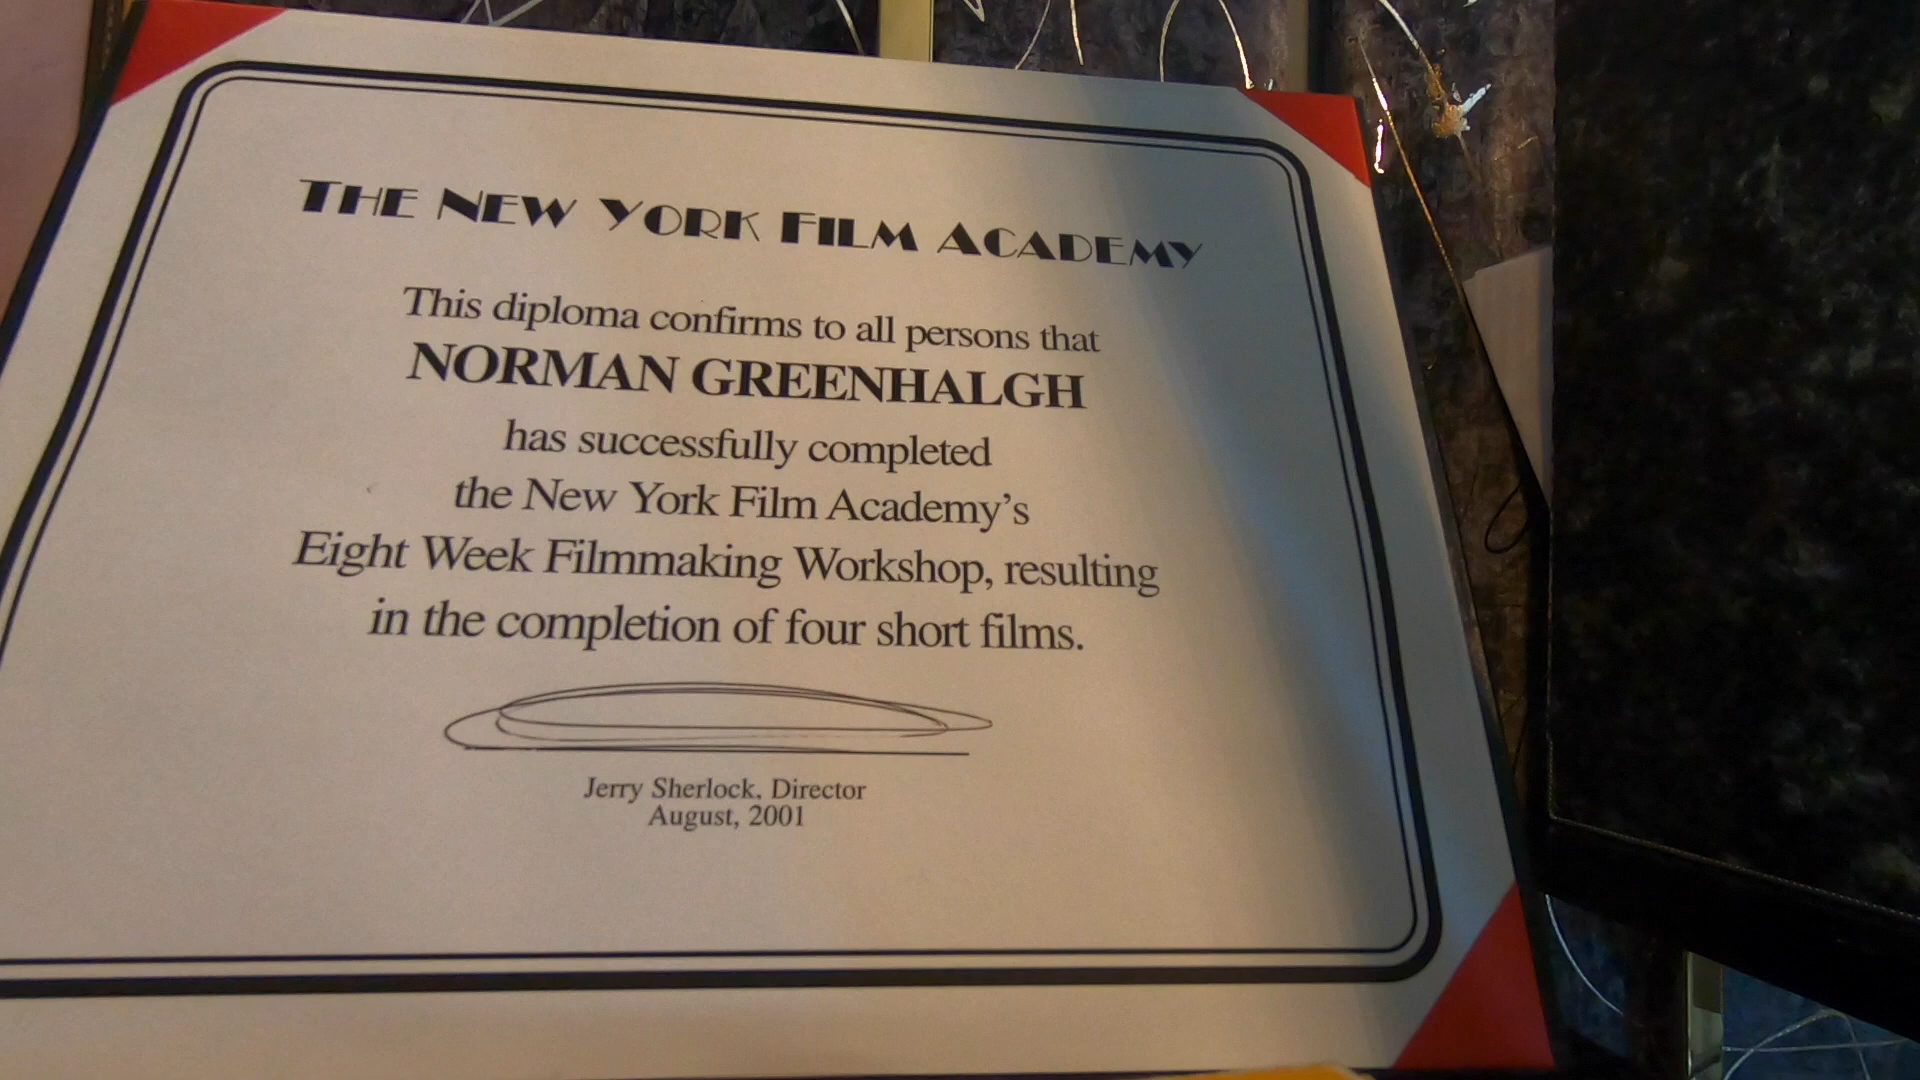 THE NEW YORK FILM ACADEMY
This diploma confirms to all persons that
NORMAN GREENHALGH
has successfully completed
the New York Film Academy's
Eight Week Filmmaking Workshop, resulting
in the completion of four short films.
Jerry Sherlock, Director
August, 2001